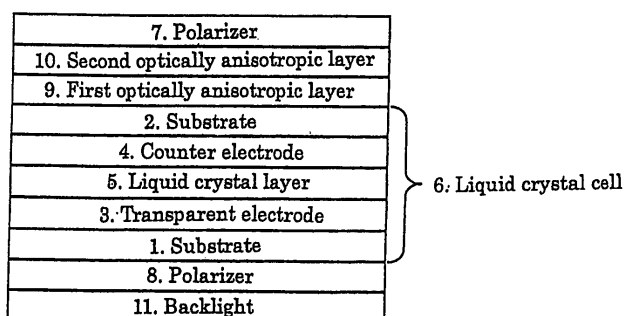 7. Polarizer
10. Second optically anisotropic layer
9. First optically anisotropic layer
2. Substrate
4. Counter electrode
5. Liquid crystal layer
3. Transparent electrode
1. Substrate
8. Polarizer
11. Backlight
6. Liquid crystal cell